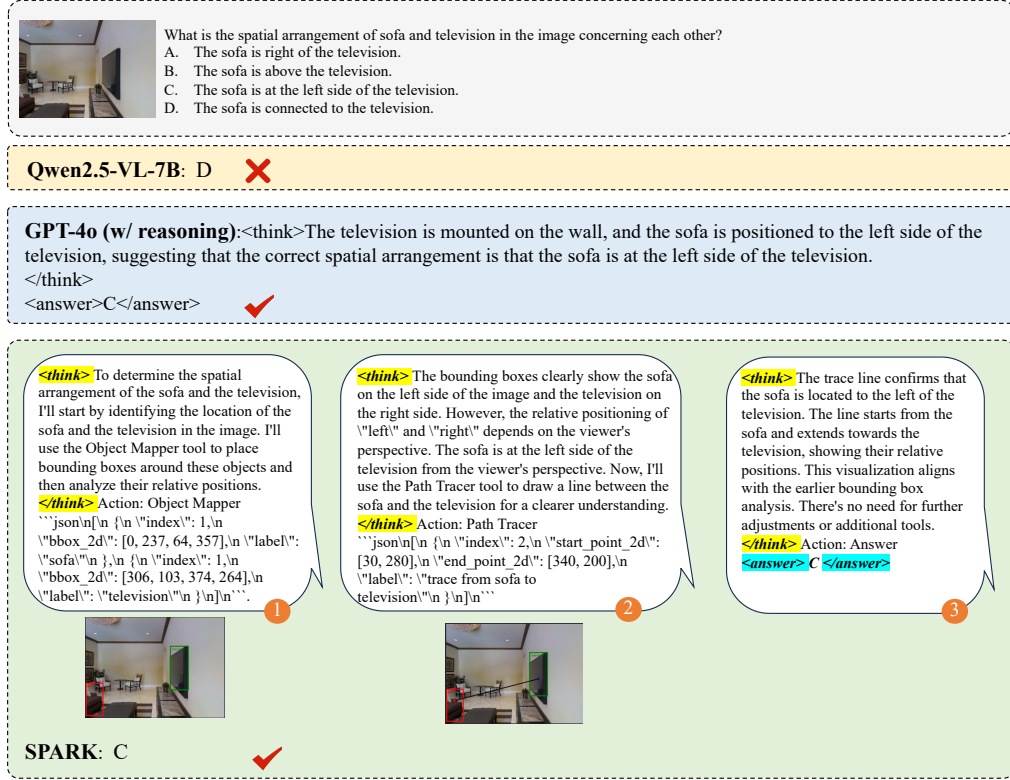 What is the spatial arrangement of sofa and television in the image concerning each other?
A. The sofa is right of the television.
B. The sofa is above the television.
C. The sofa is at the left side of the television.
D. The sofa is connected to the television.
Qwen2.5-VL-7B: D
GPT-4o (w/ reasoning):<think>The television is mounted on the wall, and the sofa is positioned to the left side of the
television, suggesting that the correct spatial arrangement is that the sofa is at the left side of the television.
</think>
<answer>C</answer>
<think> To determine the spatial
arrangement of the sofa and the television,
I'll start by identifying the location of the
sofa and the television in the image. I'll
use the Object Mapper tool to place
bounding boxes around these objects and
then analyze their relative positions.
</think> Action: Object Mapper
```json\n[\n {\n \"index\": 1,\n
\"bbox_2d\": [0, 237, 64, 357],\n \"label\":
\"sofa\"\n },\n {\n \"index\": 1,\n
\"bbox_2d\": [306, 103, 374, 264],\n
\"label\": \"television\"\n }\n]\n```.
1
<think> The bounding boxes clearly show the sofa
on the left side of the image and the television on
the right side. However, the relative positioning of
\"left\" and \"right\" depends on the viewer's
perspective. The sofa is at the left side of the
television from the viewer's perspective. Now, I'll
use the Path Tracer tool to draw a line between the
sofa and the television for a clearer understanding.
</think> Action: Path Tracer
```json\n[\n {\n \"index\": 2,\n \"start_point_2d\":
[30, 280],\n \"end_point_2d\": [340, 200],\n
\"label\": \"trace from sofa to
television\"\n }\n]\n```
2
<think> The trace line confirms that
the sofa is located to the left of the
television. The line starts from the
sofa and extends towards the
television, showing their relative
positions. This visualization aligns
with the earlier bounding box
analysis. There's no need for further
adjustments or additional tools.
</think> Action: Answer
<answer> C </answer>
3
SPARK: C